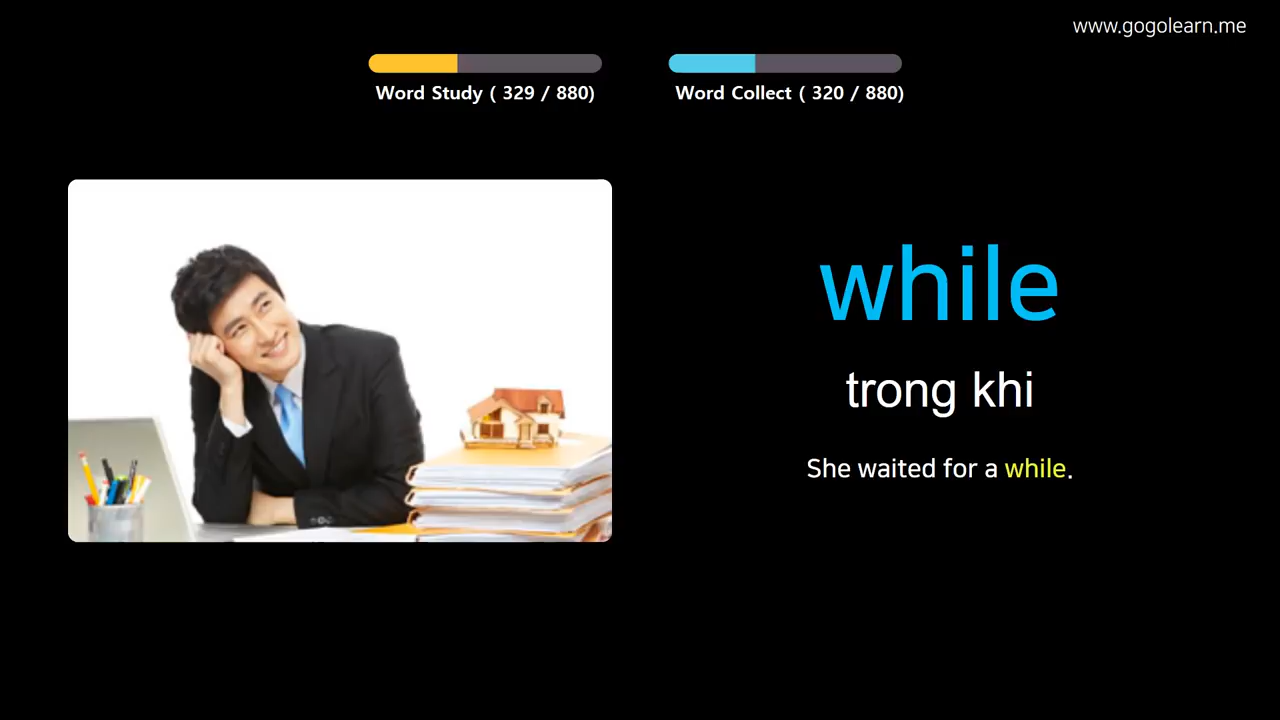 www.gogolearn.me
Word Study ( 329 / 880)
Word Collect ( 320 / 880)
while
trong khi
She waited for a while.